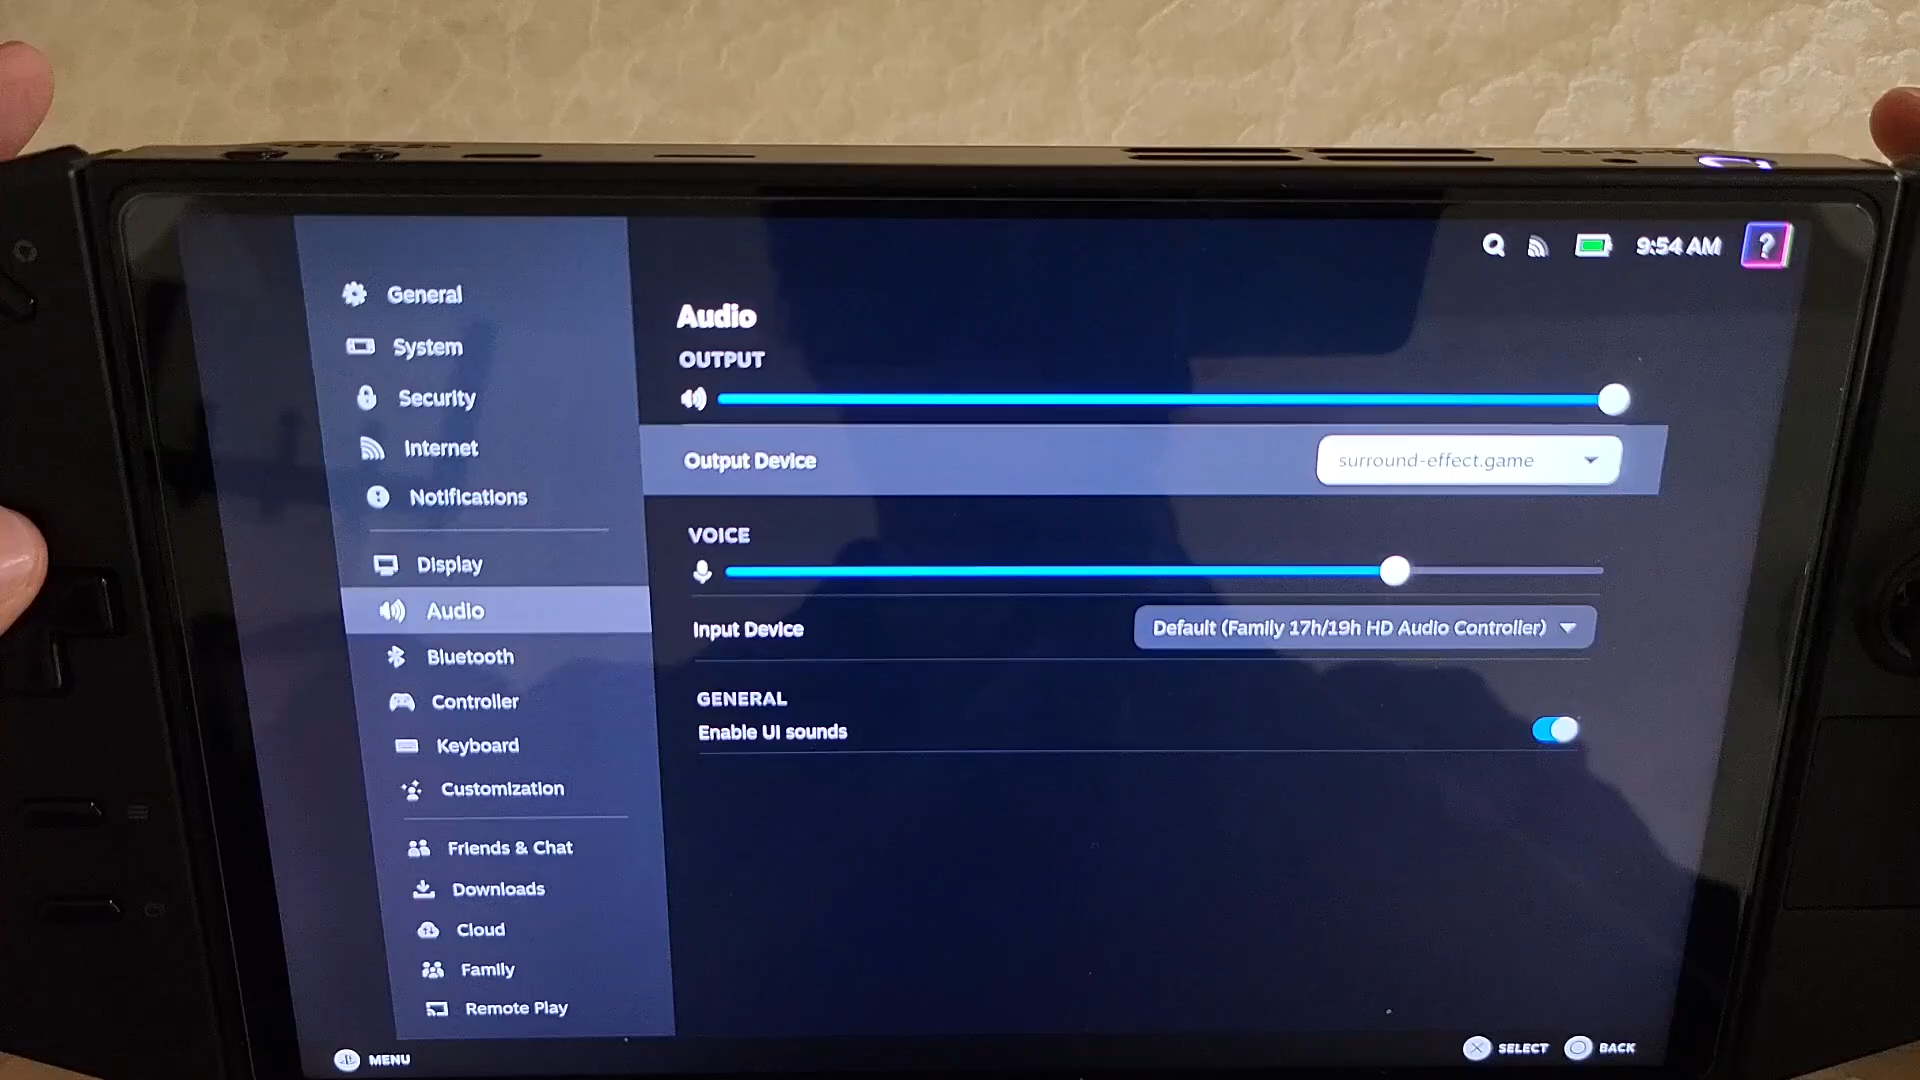 9:54 AM
?
General
System
Security
Internet
Notifications
Display
Audio
Bluetooth
Controller
Keyboard
Customization
Friends & Chat
Downloads
Cloud
Family
Remote Play
Audio
OUTPUT
Output Device surround-effect.game
VOICE
Input Device Default (Family 17h/19h HD Audio Controller)
GENERAL
Enable UI sounds
MENU
SELECT BACK